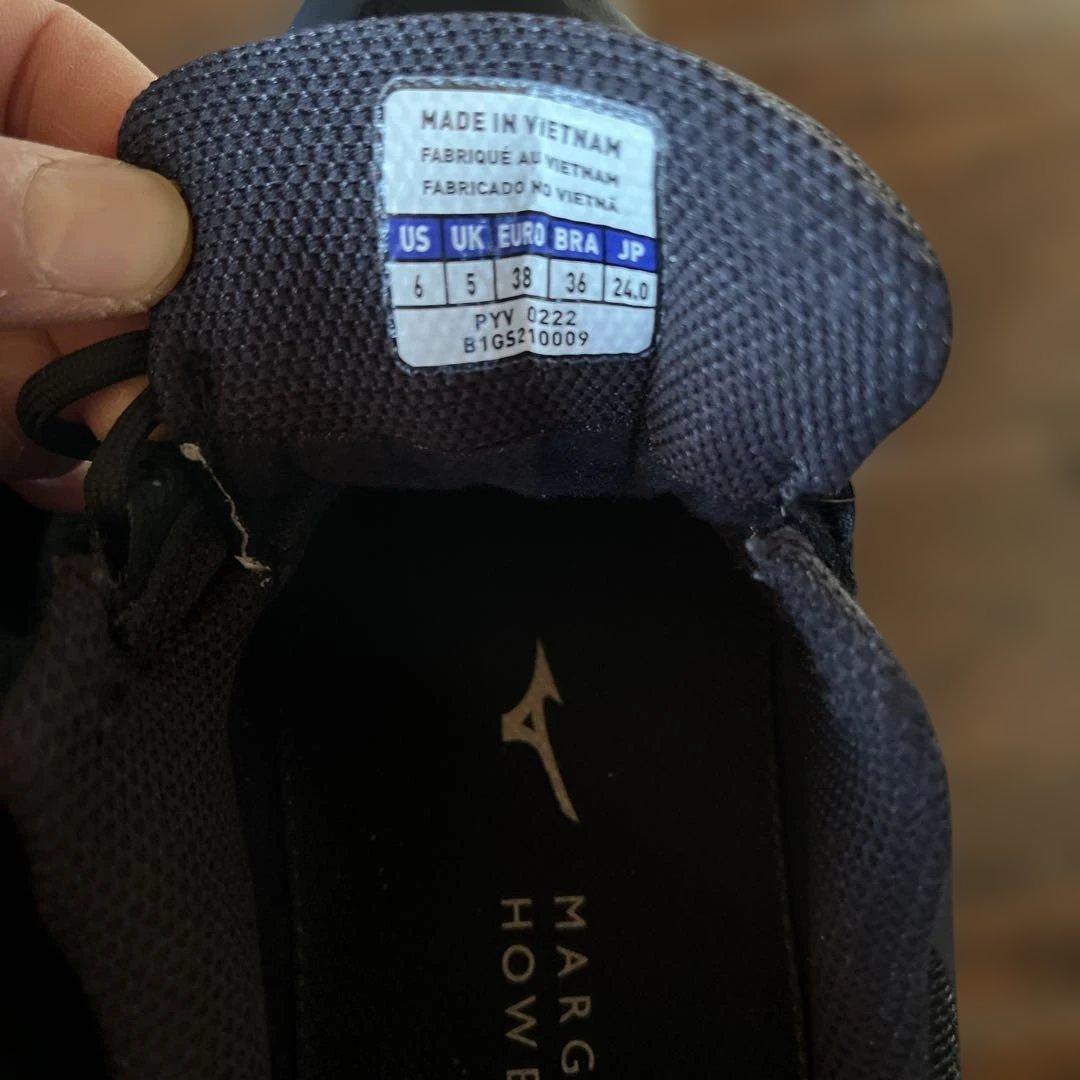 MADE IN VIETNAM
FABRIQUÉ AU VIETNAM
FABRICADO NO VIETNÃ
US UK EURO BRA JP
6 5 38 36 24.0
PYV 0222
B1GS210009
MARG
HOWE